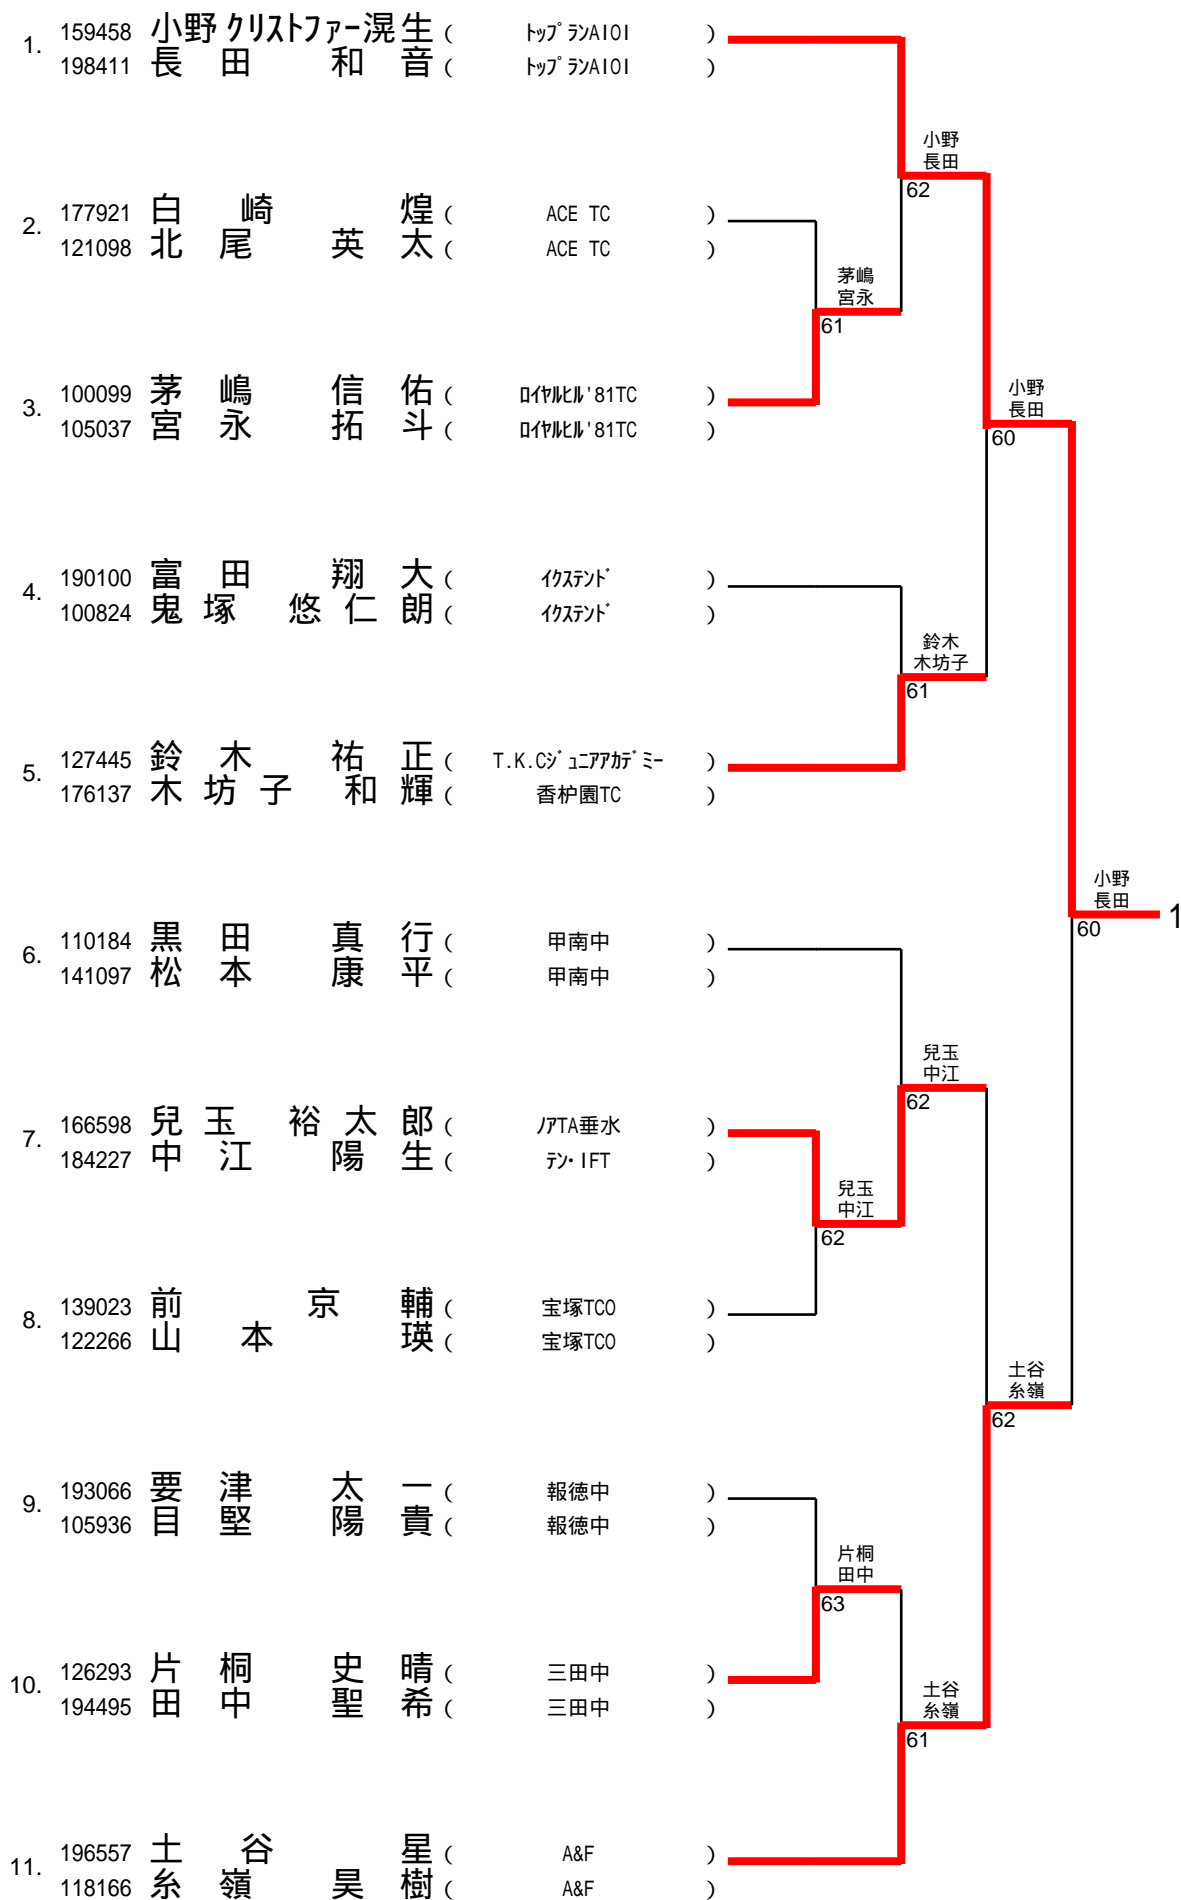 1. 159458 小野 クリストファー滉生 ( トップランAIOI )
198411 長田 和音 ( トップランAIOI )
小野
長田
62
2. 177921 白崎 煌 ( ACE TC )
121098 北尾 英太 ( ACE TC )
茅嶋
宮永
61
3. 100099 茅嶋 信佑 ( ロイヤルヒル'81TC )
105037 宮永 拓斗 ( ロイヤルヒル'81TC )
小野
長田
60
4. 190100 富田 翔大 ( イクステンド )
100824 鬼塚 悠仁朗 ( イクステンド )
鈴木
木坊子
61
5. 127445 鈴木 祐正 ( T.K.Cジュニアアカデミー )
176137 木坊子 和輝 ( 香枦園TC )
小野
長田
60
1
6. 110184 黒田 真行 ( 甲南中 )
141097 松本 康平 ( 甲南中 )
兒玉
中江
62
7. 166598 兒玉 裕太郎 ( ノアTA垂水 )
184227 中江 陽生 ( テン・IFT )
兒玉
中江
62
8. 139023 前 京輔 ( 宝塚TCO )
122266 山本 瑛 ( 宝塚TCO )
土谷
糸嶺
62
9. 193066 要津 太一 ( 報徳中 )
105936 目堅 陽貴 ( 報徳中 )
片桐
田中
63
10. 126293 片桐 史晴 ( 三田中 )
194495 田中 聖希 ( 三田中 )
土谷
糸嶺
61
11. 196557 土谷 星 ( A&F )
118166 糸嶺 昊樹 ( A&F )